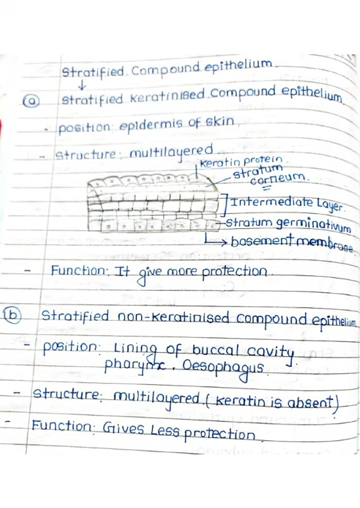 Stratified Compound epithelium.
↓
ⓐ stratified keratinised compound epithelium
- position: epidermis of skin
- structure: multilayered
keratin protein.
stratum corneum.
Intermediate Layer
Stratum germinativum
→ basement membrane
- Function: It give more protection.
ⓑ Stratified non-keratinised compound epithelium
- position: Lining of buccal cavity.
pharynx. Oesophagus.
- structure: multilayered (keratin is absent)
- Function: Gives Less protection.